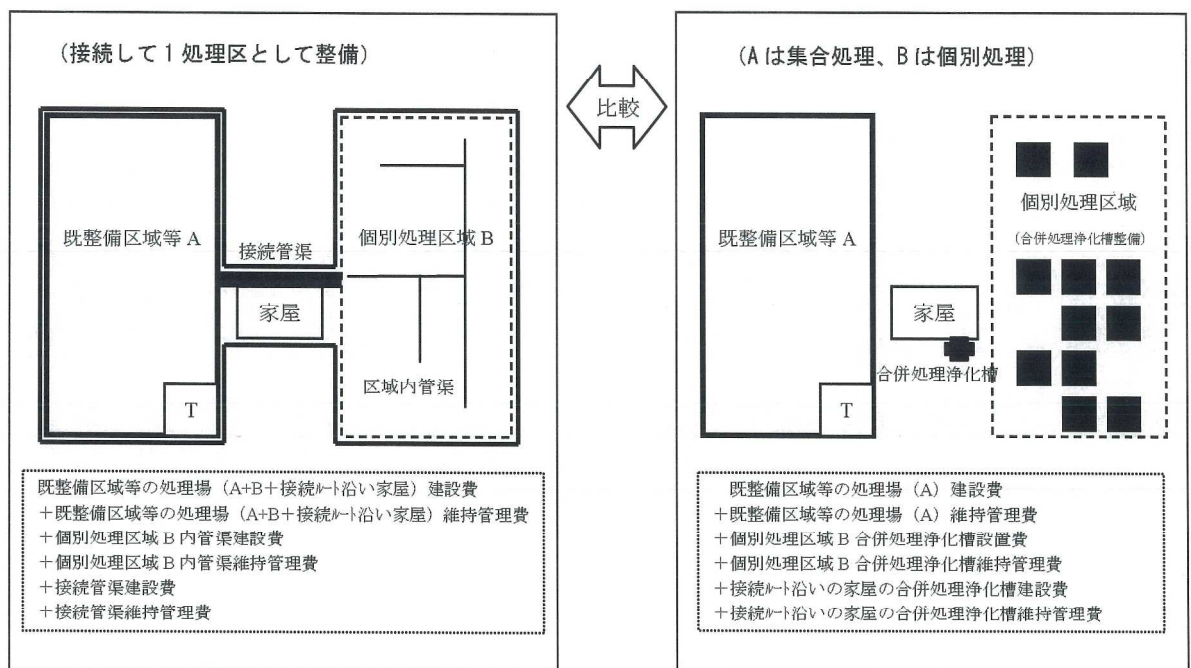 (接続して1処理区として整備)
既整備区域等 A
接続管渠
家屋
個別処理区域 B
区域内管渠
T
既整備区域等の処理場 (A+B+接続ルート沿い家屋) 建設費
+既整備区域等の処理場 (A+B+接続ルート沿い家屋) 維持管理費
+個別処理区域 B 内管渠建設費
+個別処理区域 B 内管渠維持管理費
+接続管渠建設費
+接続管渠維持管理費
比較
(Aは集合処理、Bは個別処理)
既整備区域等 A
家屋
合併処理浄化槽
T
個別処理区域
(合併処理浄化槽整備)
既整備区域等の処理場 (A) 建設費
+既整備区域等の処理場 (A) 維持管理費
+個別処理区域 B 合併処理浄化槽設置費
+個別処理区域 B 合併処理浄化槽維持管理費
+接続ルート沿いの家屋の合併処理浄化槽建設費
+接続ルート沿いの家屋の合併処理浄化槽維持管理費